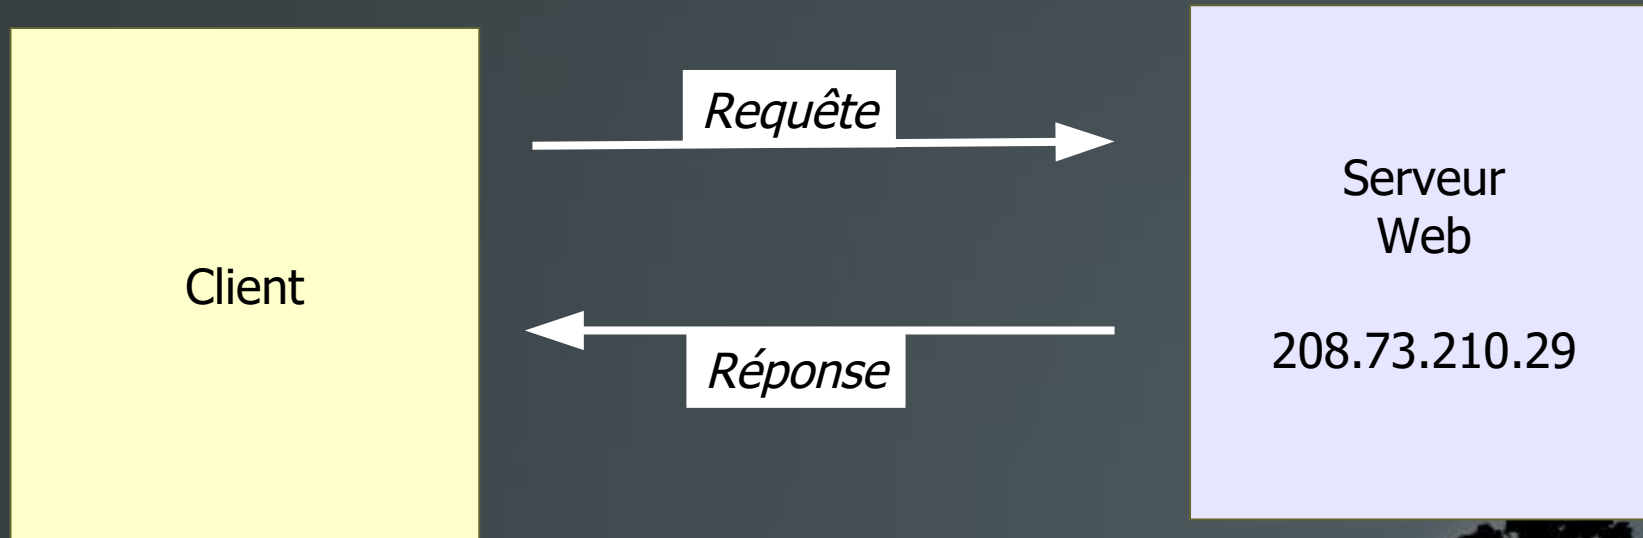 Client
Requête
Réponse
Serveur
Web
208.73.210.29